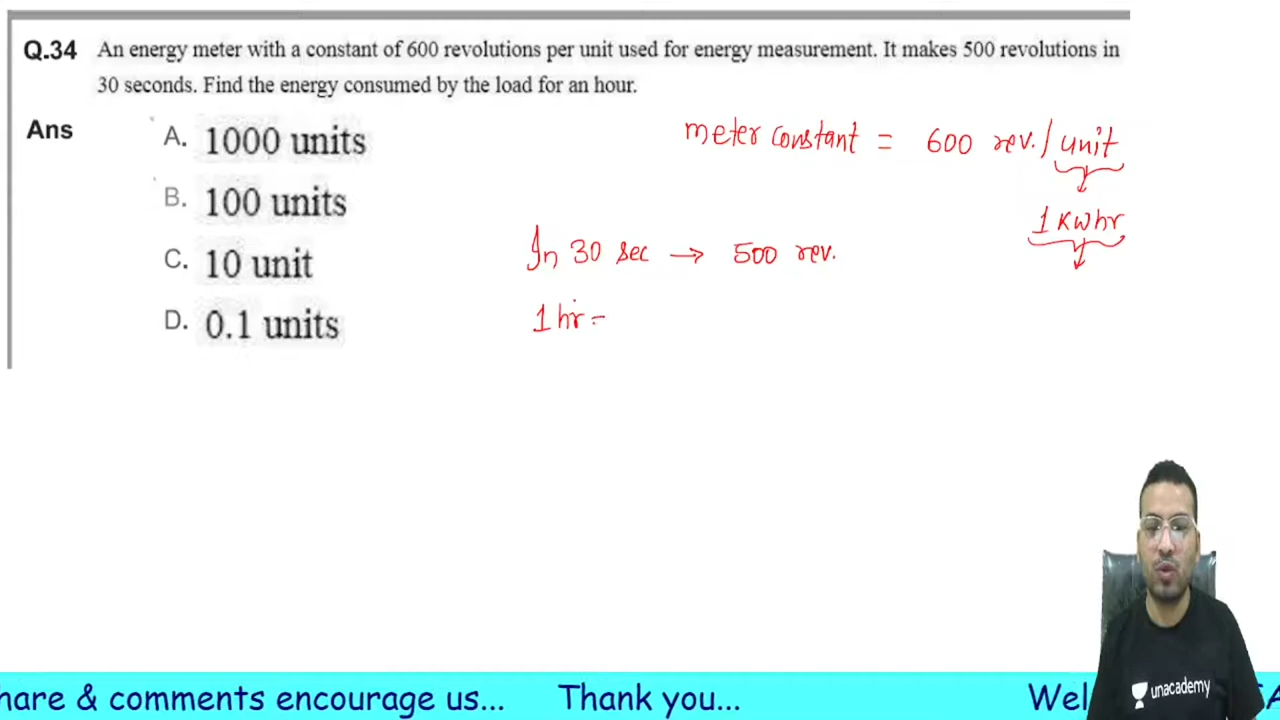 Q.34 An energy meter with a constant of 600 revolutions per unit used for energy measurement. It makes 500 revolutions in
30 seconds. Find the energy consumed by the load for an hour.
Ans
A. 1000 units
B. 100 units
C. 10 unit
D. 0.1 units
meter constant = 600 rev./unit
1 KWhr
In 30 sec → 500 rev.
1 hr =
unacademy
hare & comments encourage us... Thank you... Wel